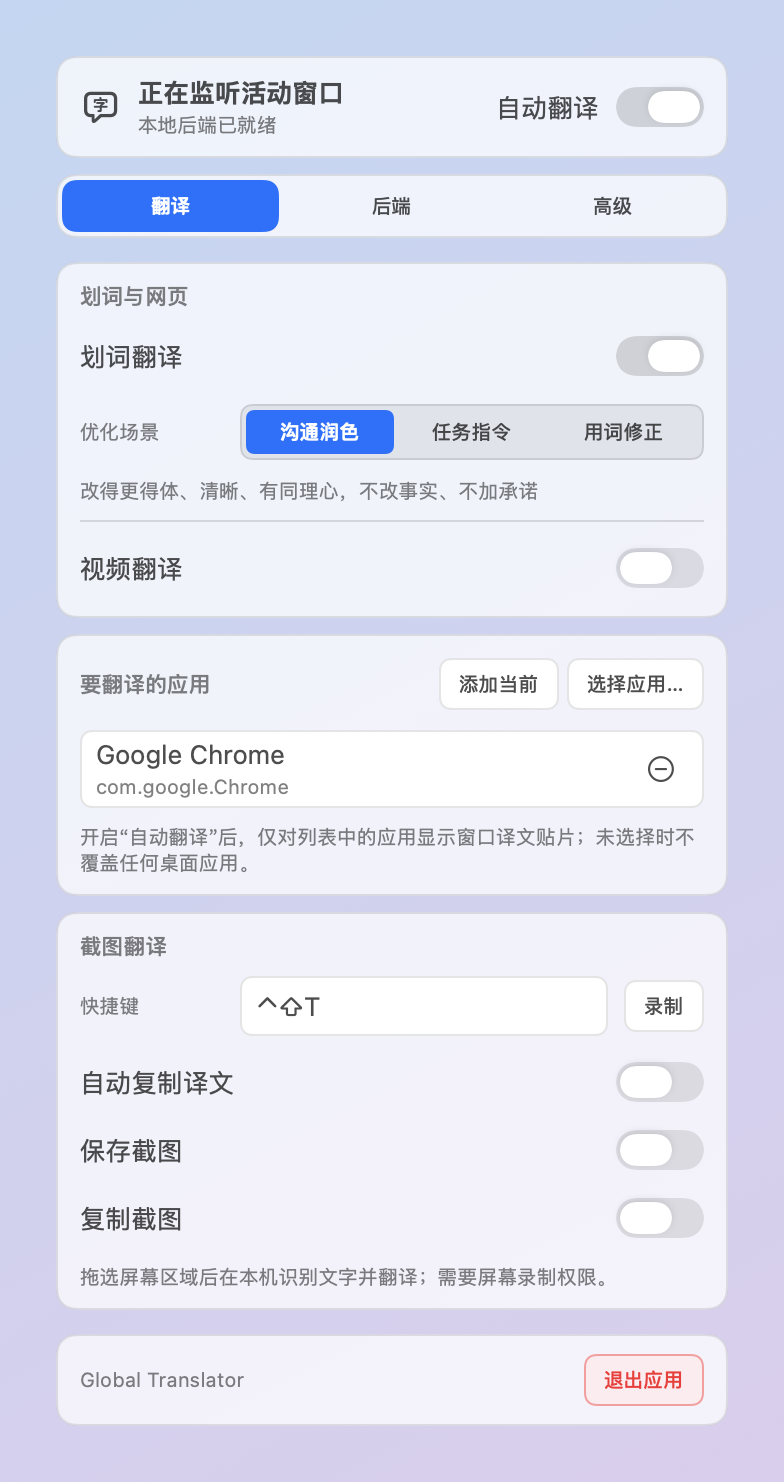 字
正在监听活动窗口
本地后端已就绪
自动翻译
翻译
后端
高级
划词与网页
划词翻译
优化场景
沟通润色
任务指令
用词修正
改得更得体、清晰、有同理心，不改事实、不加承诺
视频翻译
要翻译的应用
添加当前
选择应用...
Google Chrome
com.google.Chrome
开启“自动翻译”后，仅对列表中的应用显示窗口译文贴片；未选择时不
覆盖任何桌面应用。
截图翻译
快捷键
⌃⇧T
录制
自动复制译文
保存截图
复制截图
拖选屏幕区域后在本机识别文字并翻译；需要屏幕录制权限。
Global Translator
退出应用